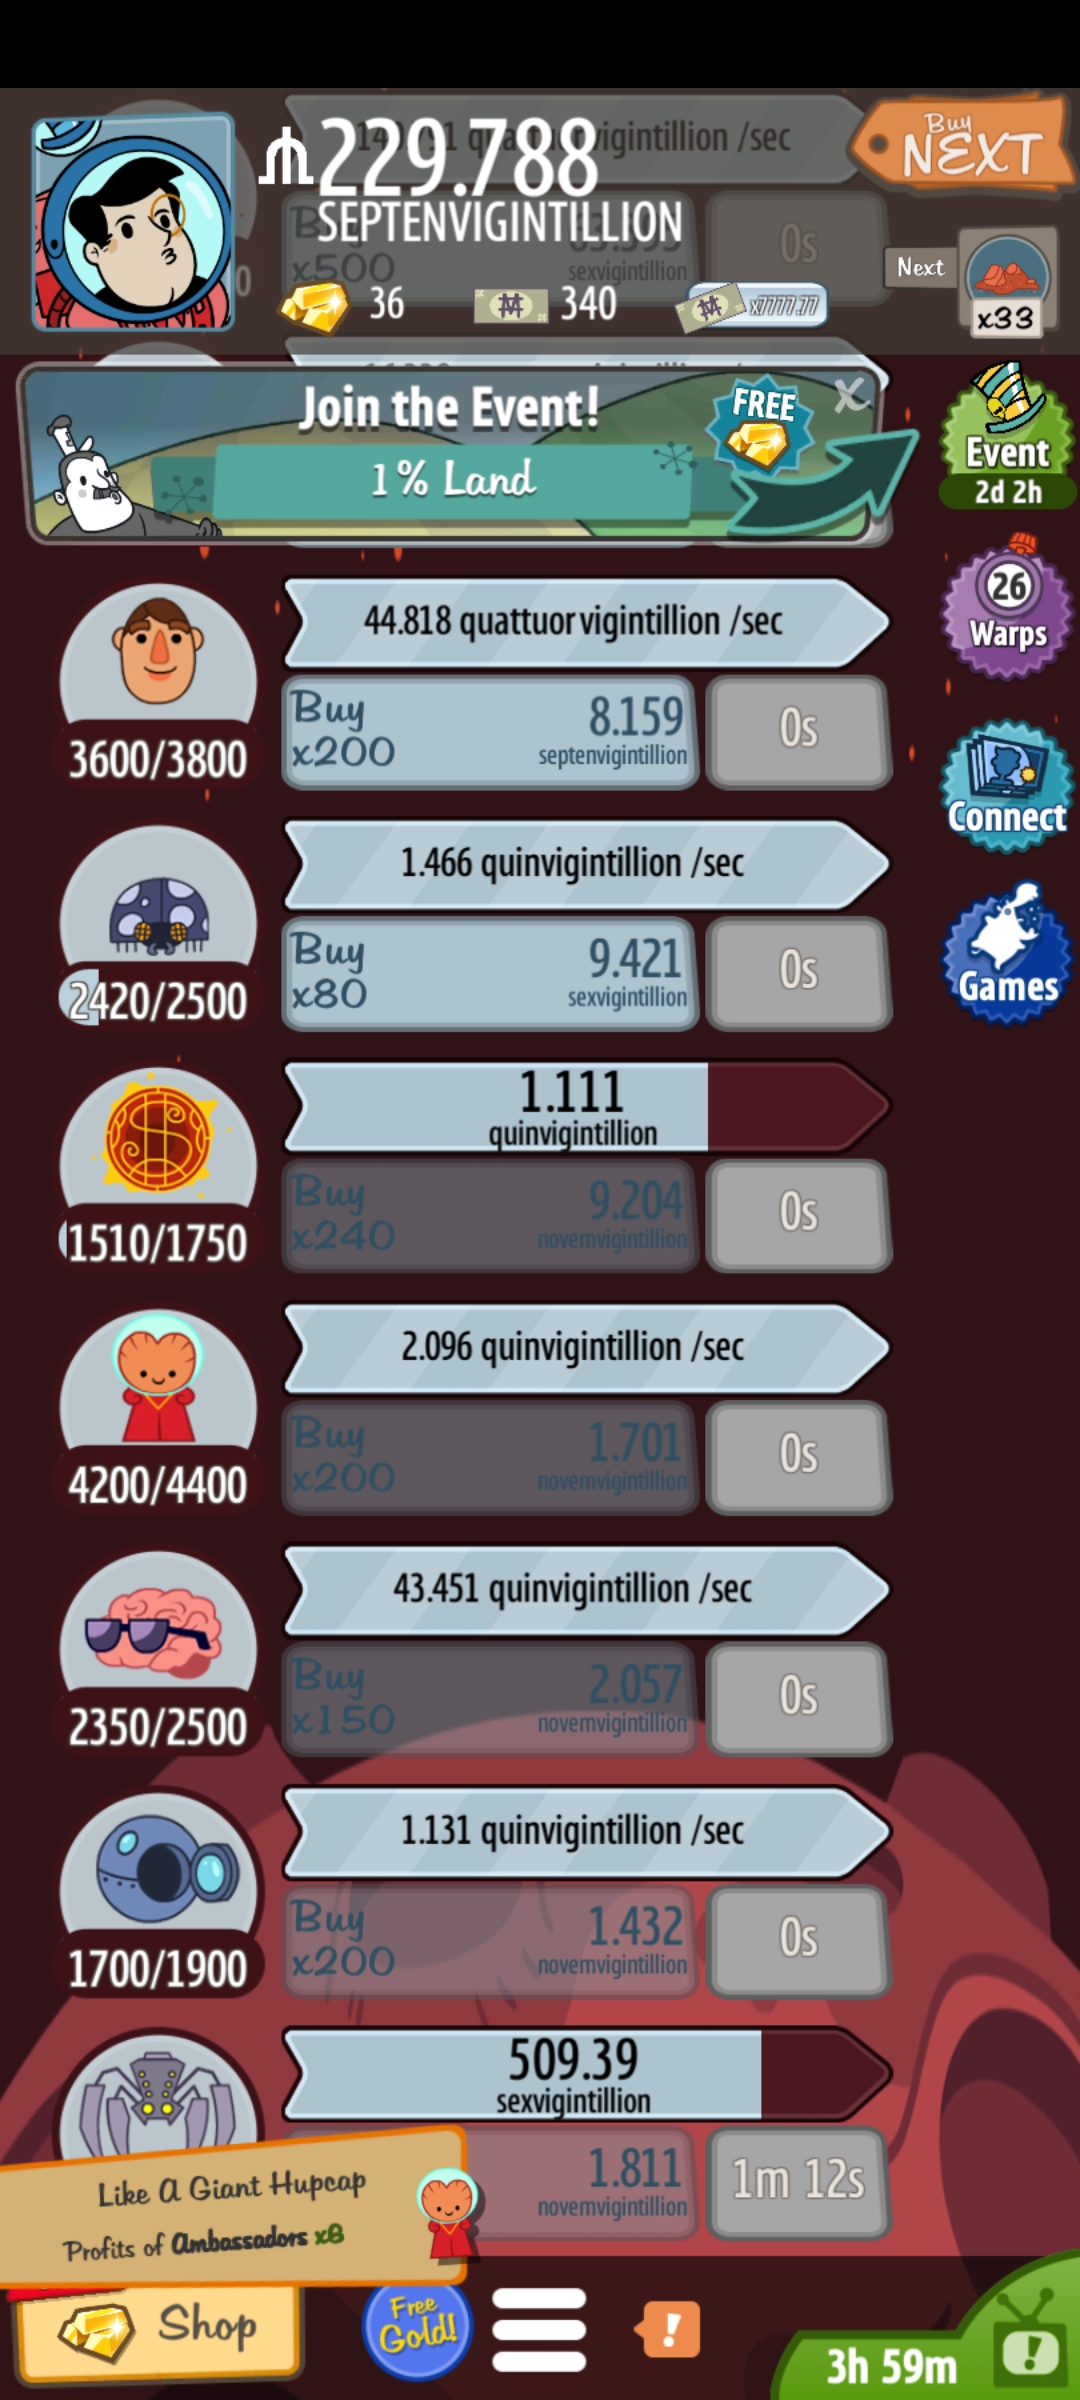 229.788
SEPTENVIGINTILLION
Buy
NEXT
/sec
Buy
x500
sexvigintillion
0s
36
340
x7777.77
Next
x33
Join the Event!
1% Land
FREE
X
Event
2d 2h
44.818 quattuorvigintillion /sec
Buy
x200
8.159
septenvigintillion
0s
3600/3800
26
Warps
1.466 quinvigintillion /sec
Buy
x80
9.421
sexvigintillion
0s
2420/2500
Connect
Games
1.111
quinvigintillion
Buy
x240
9.204
novemvigintillion
0s
1510/1750
2.096 quinvigintillion /sec
Buy
x200
1.701
novemvigintillion
0s
4200/4400
43.451 quinvigintillion /sec
Buy
x150
2.057
novemvigintillion
0s
2350/2500
1.131 quinvigintillion /sec
Buy
x200
1.432
novemvigintillion
0s
1700/1900
509.39
sexvigintillion
1.811
novemvigintillion
1m 12s
Like A Giant Hupcap
Profits of Ambassadors x8
Shop
Free
Gold!
!
3h 59m
!